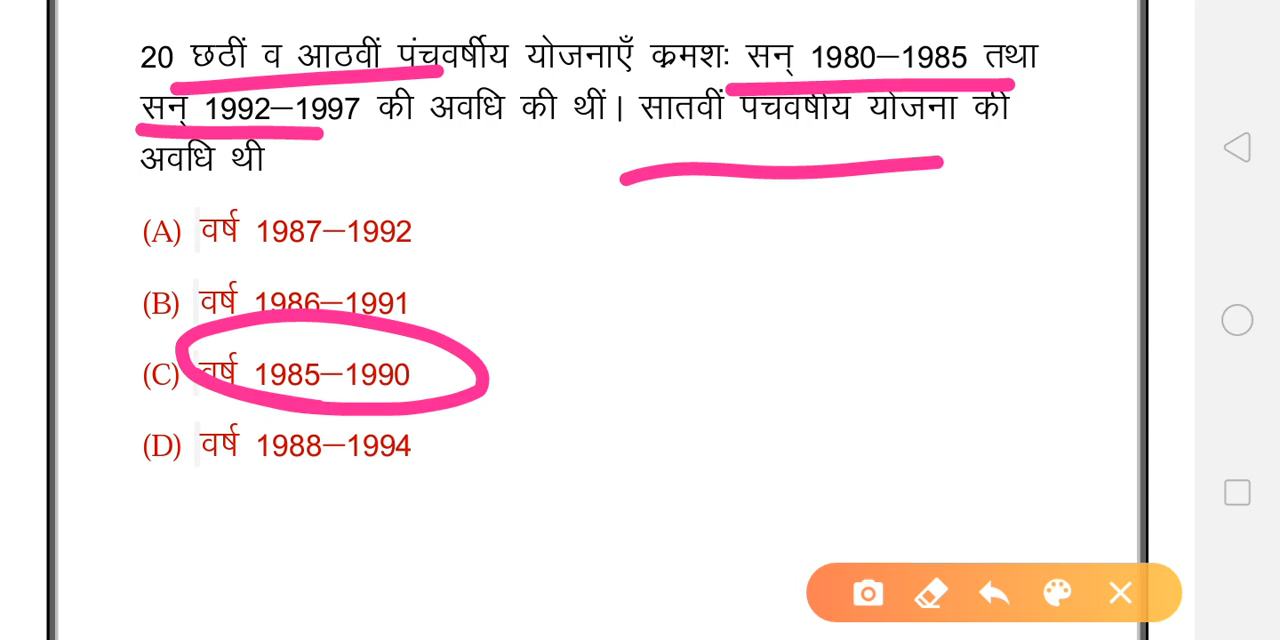 20 छठीं व आठवीं पंचवर्षीय योजनाएँ क्रमशः सन् 1980–1985 तथा
सन् 1992–1997 की अवधि की थीं। सातवीं पंचवर्षीय योजना की
अवधि थी
(A) वर्ष 1987–1992
(B) वर्ष 1986–1991
(C) वर्ष 1985–1990
(D) वर्ष 1988–1994